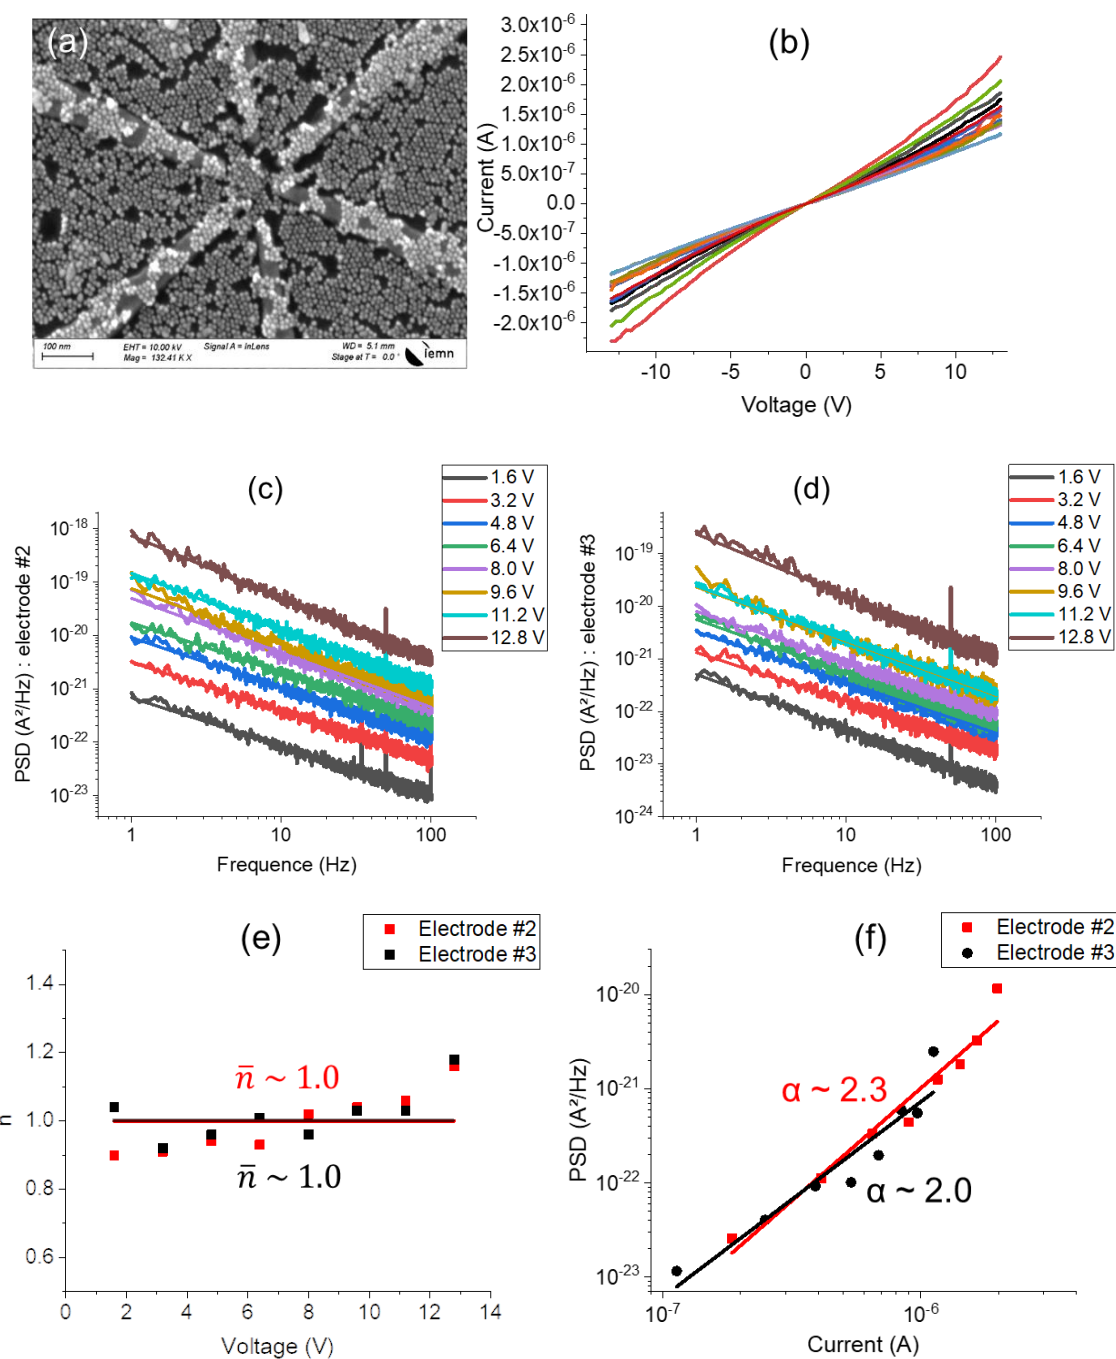 (a)
100 nm
EHT = 10.00 kV
Mag = 132.41 K X
Signal A = InLens
WD = 5.1 mm
Stage at T = 0.0 °
iemn
(b)
Current (A)
3.0x10⁻⁶
2.5x10⁻⁶
2.0x10⁻⁶
1.5x10⁻⁶
1.0x10⁻⁶
5.0x10⁻⁷
0.0
-5.0x10⁻⁷
-1.0x10⁻⁶
-1.5x10⁻⁶
-2.0x10⁻⁶
-10 -5 0 5 10
Voltage (V)
(c)
1.6 V
3.2 V
4.8 V
6.4 V
8.0 V
9.6 V
11.2 V
12.8 V
PSD (A²/Hz) : electrode #2
10⁻¹⁸
10⁻¹⁹
10⁻²⁰
10⁻²¹
10⁻²²
10⁻²³
1 10 100
Frequence (Hz)
(d)
1.6 V
3.2 V
4.8 V
6.4 V
8.0 V
9.6 V
11.2 V
12.8 V
PSD (A²/Hz) : electrode #3
10⁻¹⁹
10⁻²⁰
10⁻²¹
10⁻²²
10⁻²³
10⁻²⁴
1 10 100
Frequence (Hz)
(e)
Electrode #2
Electrode #3
n
1.4
1.2
1.0
0.8
0.6
n̅ ~ 1.0
n̅ ~ 1.0
0 2 4 6 8 10 12 14
Voltage (V)
(f)
Electrode #2
Electrode #3
PSD (A²/Hz)
10⁻²⁰
10⁻²¹
10⁻²²
10⁻²³
α ~ 2.3
α ~ 2.0
10⁻⁷ 10⁻⁶
Current (A)